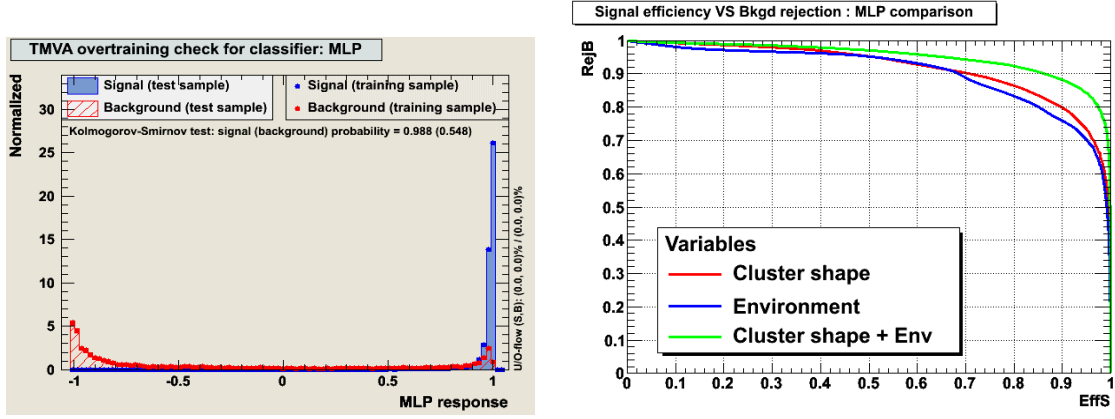 TMVA overtraining check for classifier: MLP
Signal (test sample)
Background (test sample)
Signal (training sample)
Background (training sample)
Kolmogorov-Smirnov test: signal (background) probability = 0.988 (0.548)
Normalized
30
25
20
15
10
5
0
-1
-0.5
0
0.5
1
MLP response
U/O-flow (S,B): (0.0, 0.0)% / (0.0, 0.0)%
Signal efficiency VS Bkgd rejection : MLP comparison
RejB
1
0.9
0.8
0.7
0.6
0.5
0.4
0.3
0.2
0.1
0
Variables
Cluster shape
Environment
Cluster shape + Env
0
0.1
0.2
0.3
0.4
0.5
0.6
0.7
0.8
0.9
1
EffS